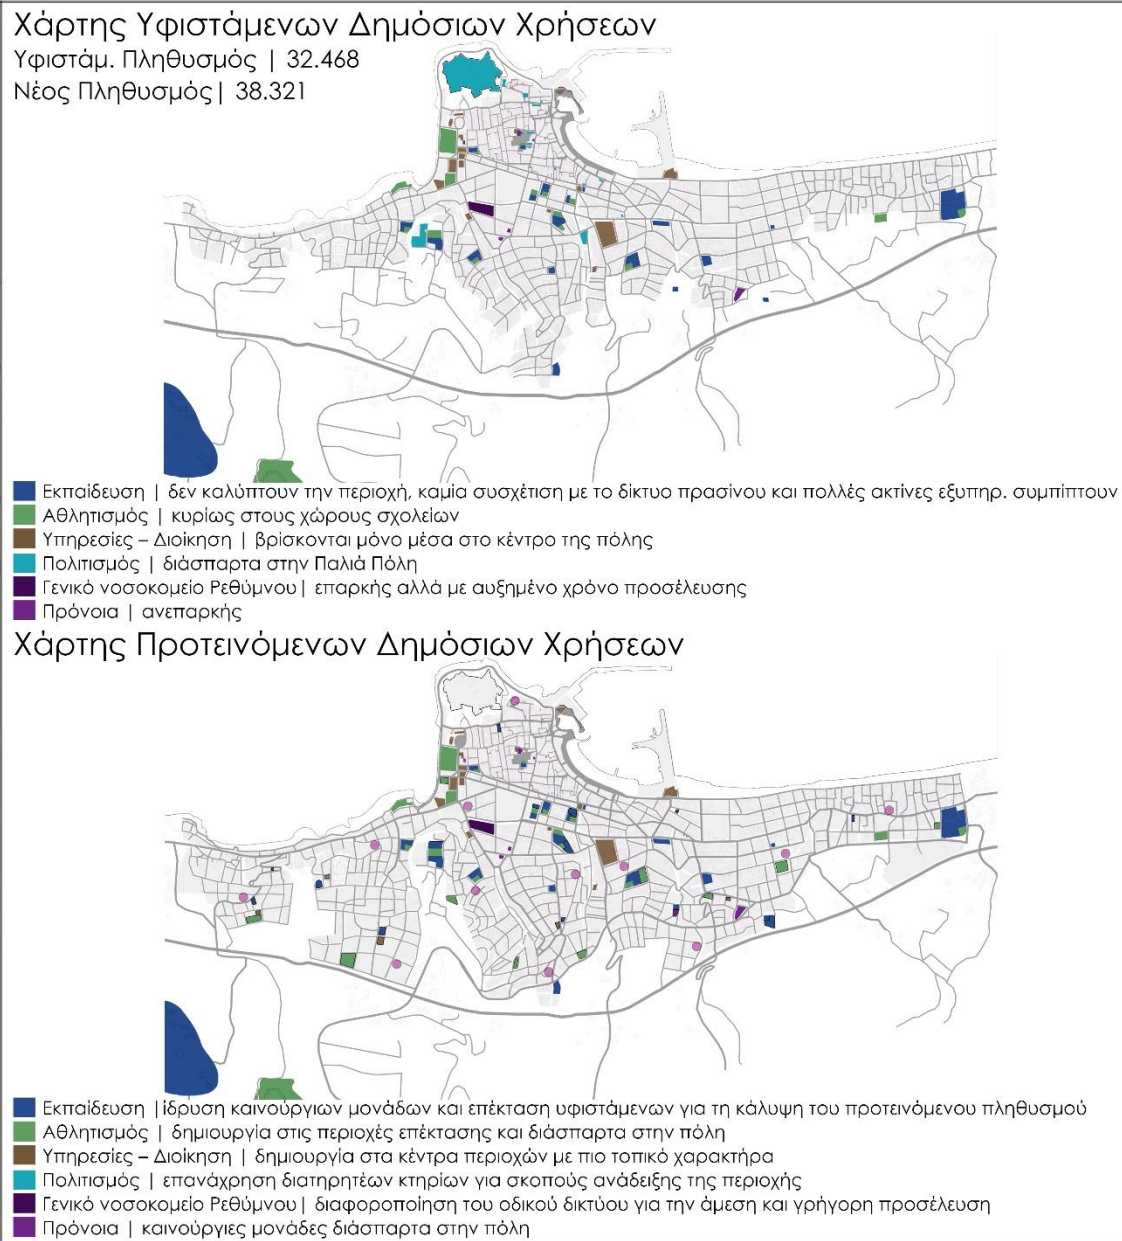 Χάρτης Υφιστάμενων Δημόσιων Χρήσεων
Υφιστάμ. Πληθυσμός | 32.468
Νέος Πληθυσμός| 38.321
Εκπαίδευση | δεν καλύπτουν την περιοχή, καμία συσχέτιση με το δίκτυο πρασίνου και πολλές ακτίνες εξυπηρ. συμπίπτουν
Αθλητισμός | κυρίως στους χώρους σχολείων
Υπηρεσίες – Διοίκηση | βρίσκονται μόνο μέσα στο κέντρο της πόλης
Πολιτισμός | διάσπαρτα στην Παλιά Πόλη
Γενικό νοσοκομείο Ρεθύμνου| επαρκής αλλά με αυξημένο χρόνο προσέλευσης
Πρόνοια | ανεπαρκής
Χάρτης Προτεινόμενων Δημόσιων Χρήσεων
Εκπαίδευση |ίδρυση καινούργιων μονάδων και επέκταση υφιστάμενων για τη κάλυψη του προτεινόμενου πληθυσμού
Αθλητισμός | δημιουργία στις περιοχές επέκτασης και διάσπαρτα στην πόλη
Υπηρεσίες – Διοίκηση | δημιουργία στα κέντρα περιοχών με πιο τοπικό χαρακτήρα
Πολιτισμός | επανάχρηση διατηρητέων κτηρίων για σκοπούς ανάδειξης της περιοχής
Γενικό νοσοκομείο Ρεθύμνου| διαφοροποίηση του οδικού δικτύου για την άμεση και γρήγορη προσέλευση
Πρόνοια | καινούργιες μονάδες διάσπαρτα στην πόλη